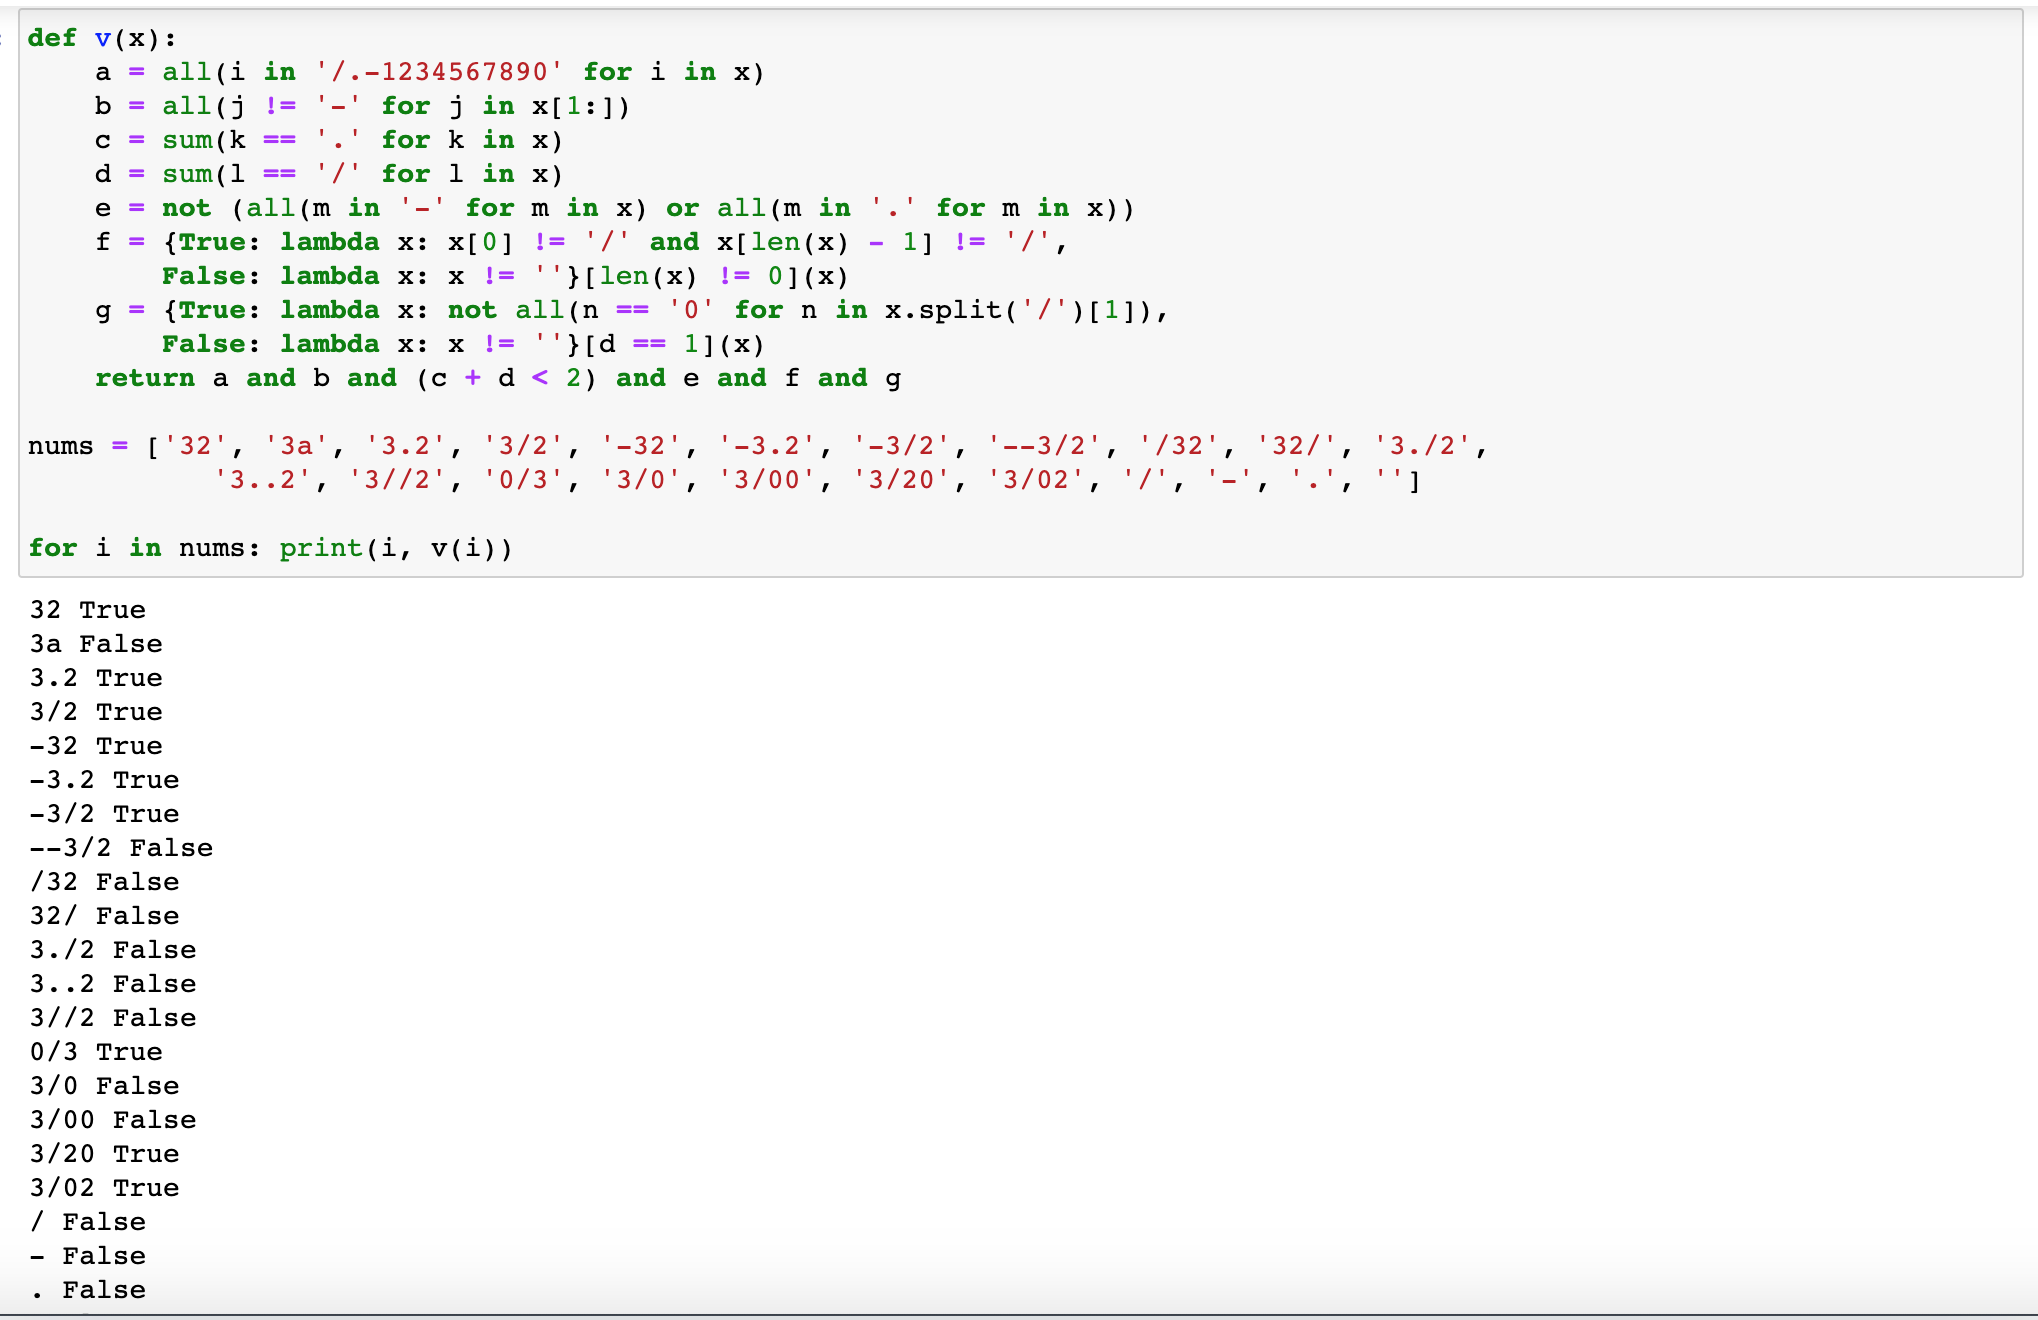 def v(x):
    a = all(i in '/.-1234567890' for i in x)
    b = all(j != '-' for j in x[1:])
    c = sum(k == '.' for k in x)
    d = sum(l == '/' for l in x)
    e = not (all(m in '-' for m in x) or all(m in '.' for m in x))
    f = {True: lambda x: x[0] != '/' and x[len(x) - 1] != '/',
        False: lambda x: x != ''}[len(x) != 0](x)
    g = {True: lambda x: not all(n == '0' for n in x.split('/')[1]),
        False: lambda x: x != ''}[d == 1](x)
    return a and b and (c + d < 2) and e and f and g
nums = ['32', '3a', '3.2', '3/2', '-32', '-3.2', '-3/2', '--3/2', '/32', '32/', '3./2',
           '3..2', '3//2', '0/3', '3/0', '3/00', '3/20', '3/02', '/', '-', '.', '']
for i in nums: print(i, v(i))
32 True
3a False
3.2 True
3/2 True
-32 True
-3.2 True
-3/2 True
--3/2 False
/32 False
32/ False
3./2 False
3..2 False
3//2 False
0/3 True
3/0 False
3/00 False
3/20 True
3/02 True
/ False
- False
. False